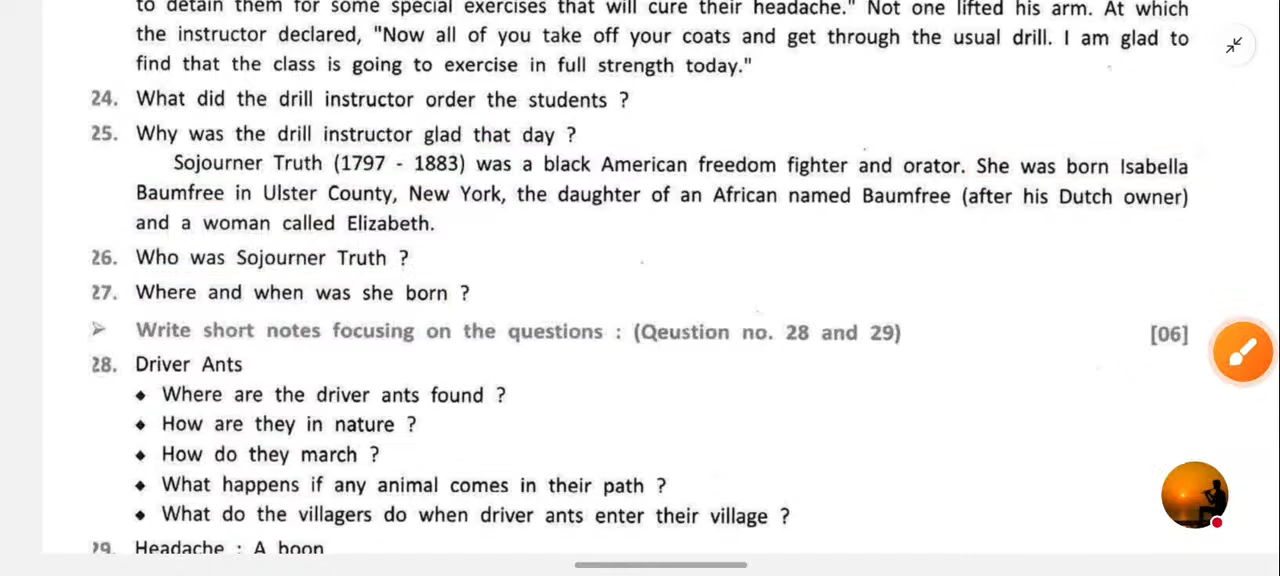 to detain them for some special exercises that will cure their headache." Not one lifted his arm. At which
the instructor declared, "Now all of you take off your coats and get through the usual drill. I am glad to
find that the class is going to exercise in full strength today."
24. What did the drill instructor order the students ?
25. Why was the drill instructor glad that day ?
Sojourner Truth (1797 - 1883) was a black American freedom fighter and orator. She was born Isabella
Baumfree in Ulster County, New York, the daughter of an African named Baumfree (after his Dutch owner)
and a woman called Elizabeth.
26. Who was Sojourner Truth ?
27. Where and when was she born ?
➢ Write short notes focusing on the questions : (Qeustion no. 28 and 29) [06]
28. Driver Ants
◆ Where are the driver ants found ?
◆ How are they in nature ?
◆ How do they march ?
◆ What happens if any animal comes in their path ?
◆ What do the villagers do when driver ants enter their village ?
29. Headache : A boon